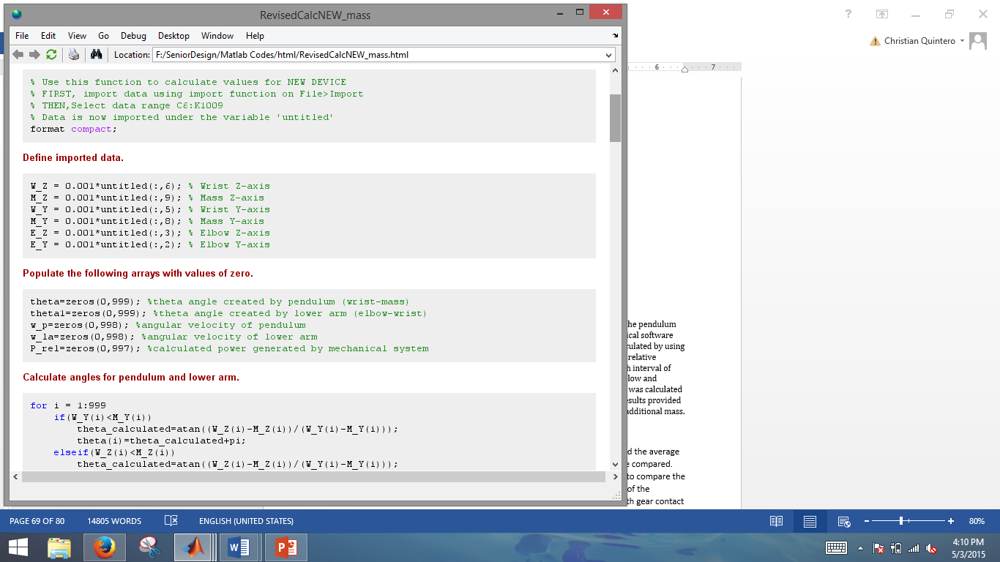 RevisedCalcNEW_mass
File Edit View Go Debug Desktop Window Help
Location: F:/SeniorDesign/Matlab Codes/html/RevisedCalcNEW_mass.html
% Use this function to calculate values for NEW DEVICE
% FIRST, import data using import function on File>Import
% THEN,Select data range C6:K1009
% Data is now imported under the variable 'untitled'
format compact;
Define imported data.
W_Z = 0.001*untitled(:,6); % Wrist Z-axis
M_Z = 0.001*untitled(:,9); % Mass Z-axis
W_Y = 0.001*untitled(:,5); % Wrist Y-axis
M_Y = 0.001*untitled(:,8); % Mass Y-axis
E_Z = 0.001*untitled(:,3); % Elbow Z-axis
E_Y = 0.001*untitled(:,2); % Elbow Y-axis
Populate the following arrays with values of zero.
theta=zeros(0,999); %theta angle created by pendulum (wrist-mass)
theta1=zeros(0,999); %theta angle created by lower arm (elbow-wrist)
w_p=zeros(0,998); %angular velocity of pendulum
w_la=zeros(0,998); %angular velocity of lower arm
P_rel=zeros(0,997); %calculated power generated by mechanical system
Calculate angles for pendulum and lower arm.
for i = 1:999
if(W_Y(i)<M_Y(i))
theta_calculated=atan((W_Z(i)-M_Z(i))/(W_Y(i)-M_Y(i)));
theta(i)=theta_calculated+pi;
elseif(W_Z(i)<M_Z(i))
theta_calculated=atan((W_Z(i)-M_Z(i))/(W_Y(i)-M_Y(i)));
?
Christian Quintero
6 7
he pendulum
ical software
culated by using
relative
h interval of
low and
was calculated
esults provided
additional mass.
d the average
e compared.
to compare the
of the
th gear contact
PAGE 69 OF 80 14805 WORDS ENGLISH (UNITED STATES) 80%
4:10 PM
5/3/2015